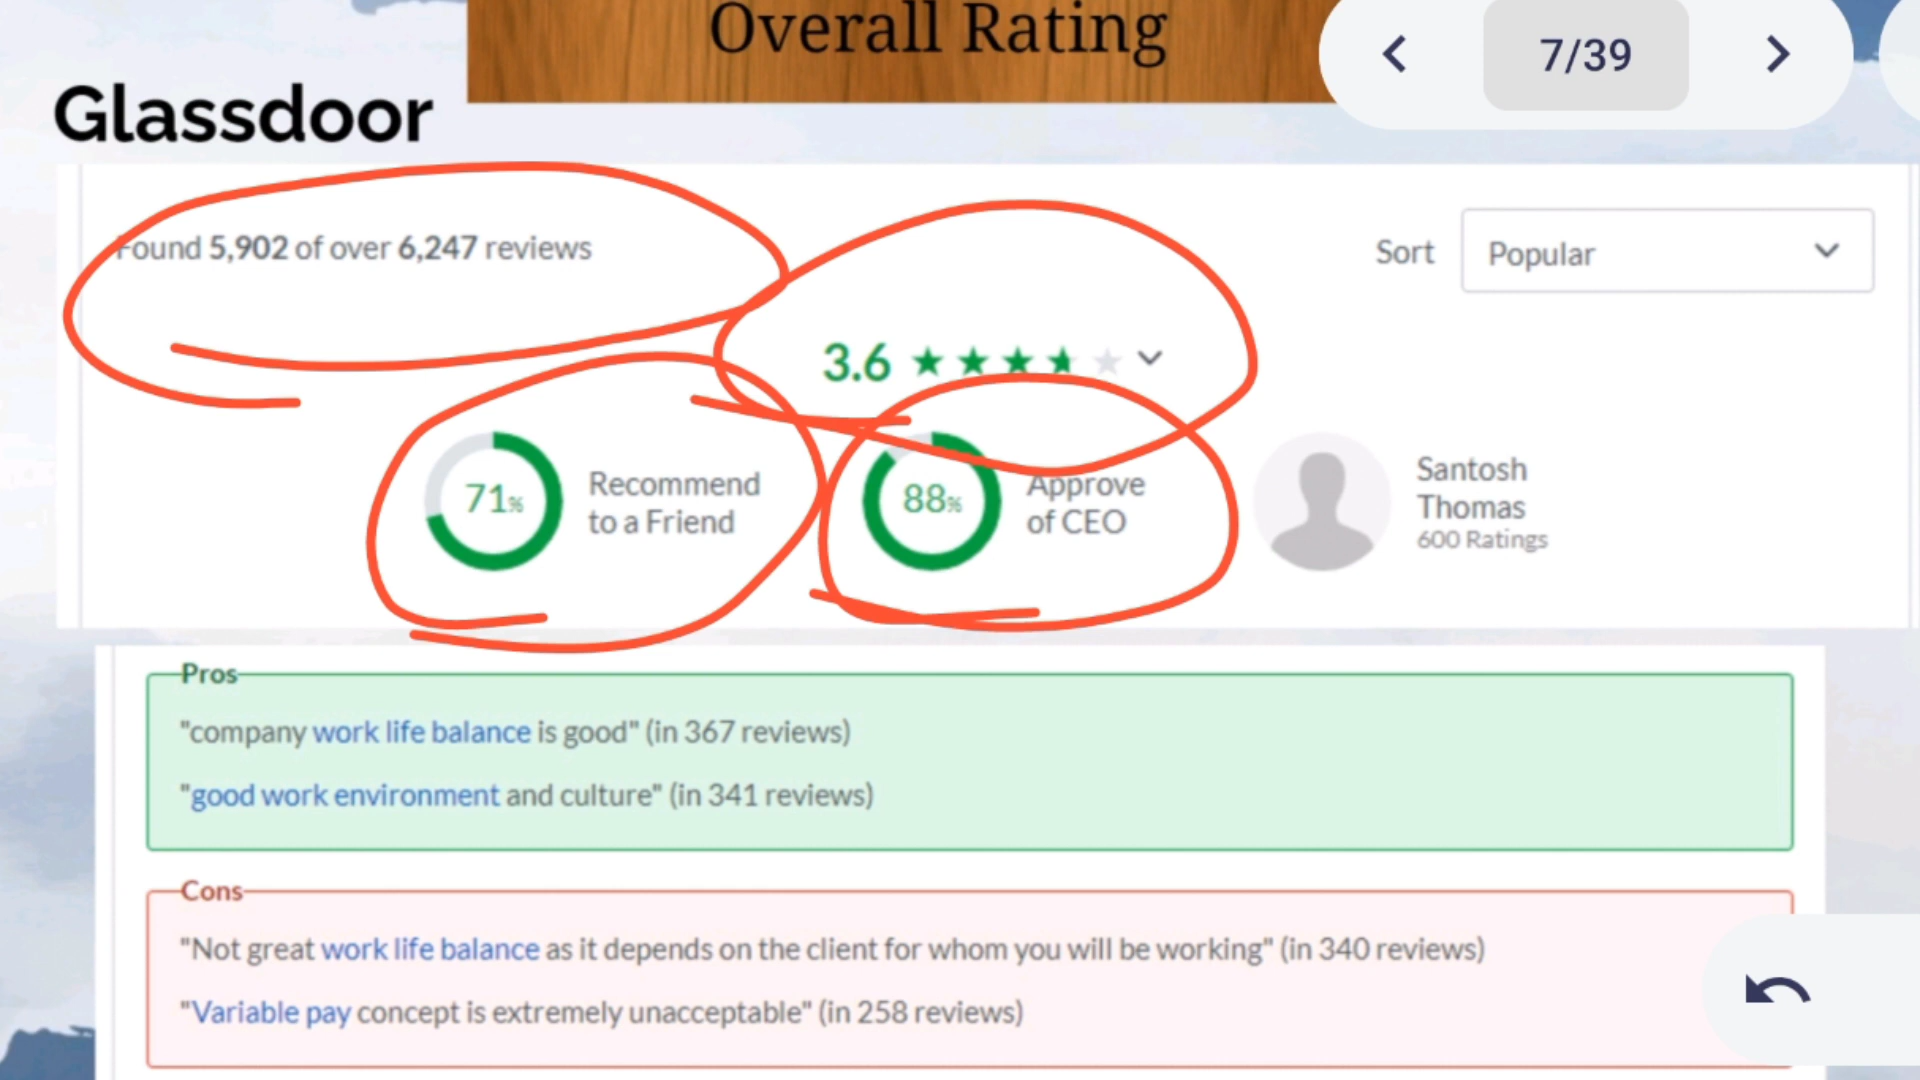 Overall Rating
7/39
Glassdoor
Found 5,902 of over 6,247 reviews
Sort
Popular
3.6
71%
Recommend
to a Friend
88%
Approve
of CEO
Santosh
Thomas
600 Ratings
Pros
"company work life balance is good" (in 367 reviews)
"good work environment and culture" (in 341 reviews)
Cons
"Not great work life balance as it depends on the client for whom you will be working" (in 340 reviews)
"Variable pay concept is extremely unacceptable" (in 258 reviews)